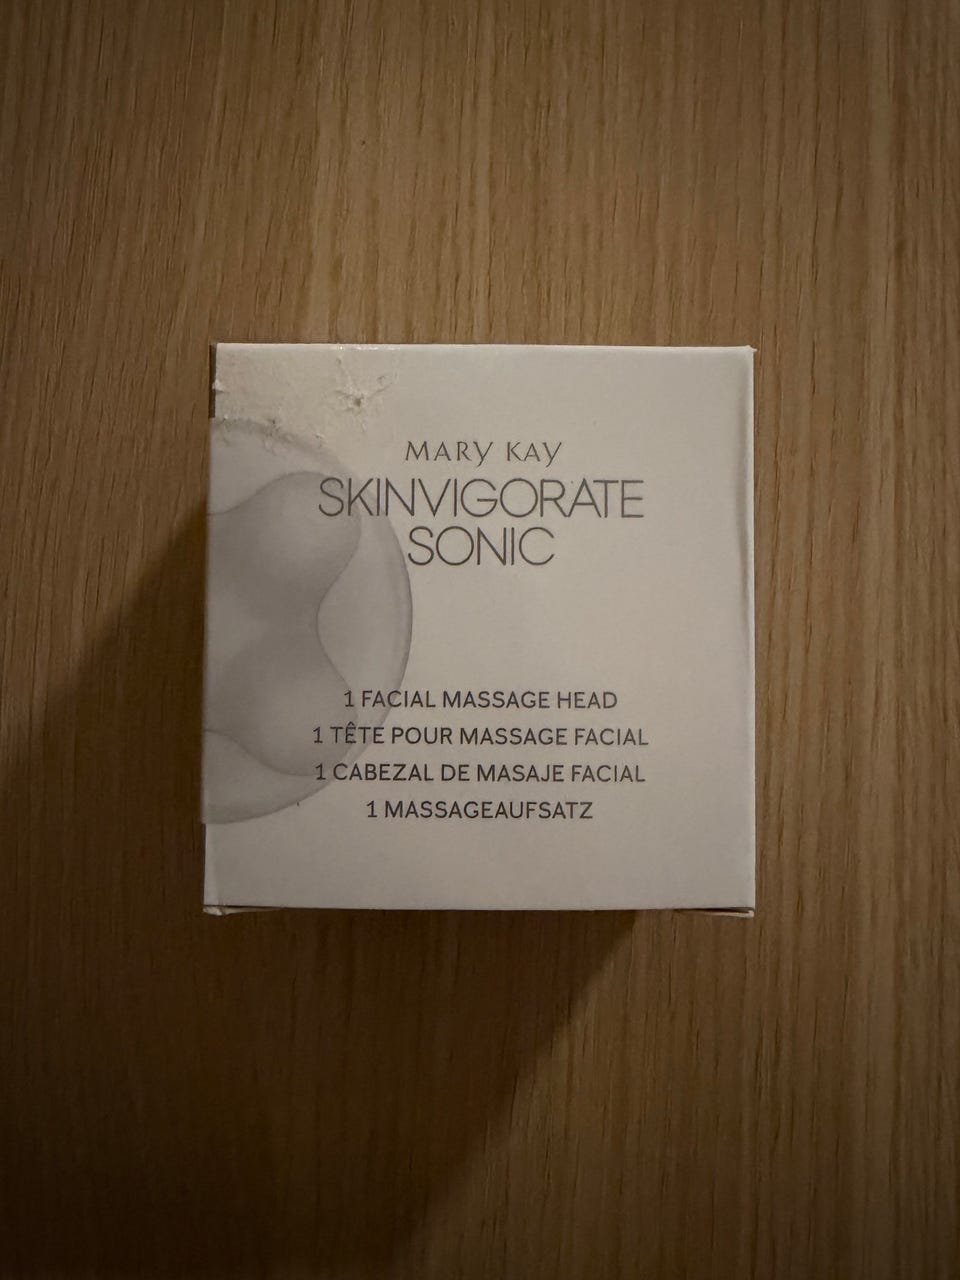 MARY KAY
SKINVIGORATE
SONIC
1 FACIAL MASSAGE HEAD
1 TÊTE POUR MASSAGE FACIAL
1 CABEZAL DE MASAJE FACIAL
1 MASSAGEAUFSATZ